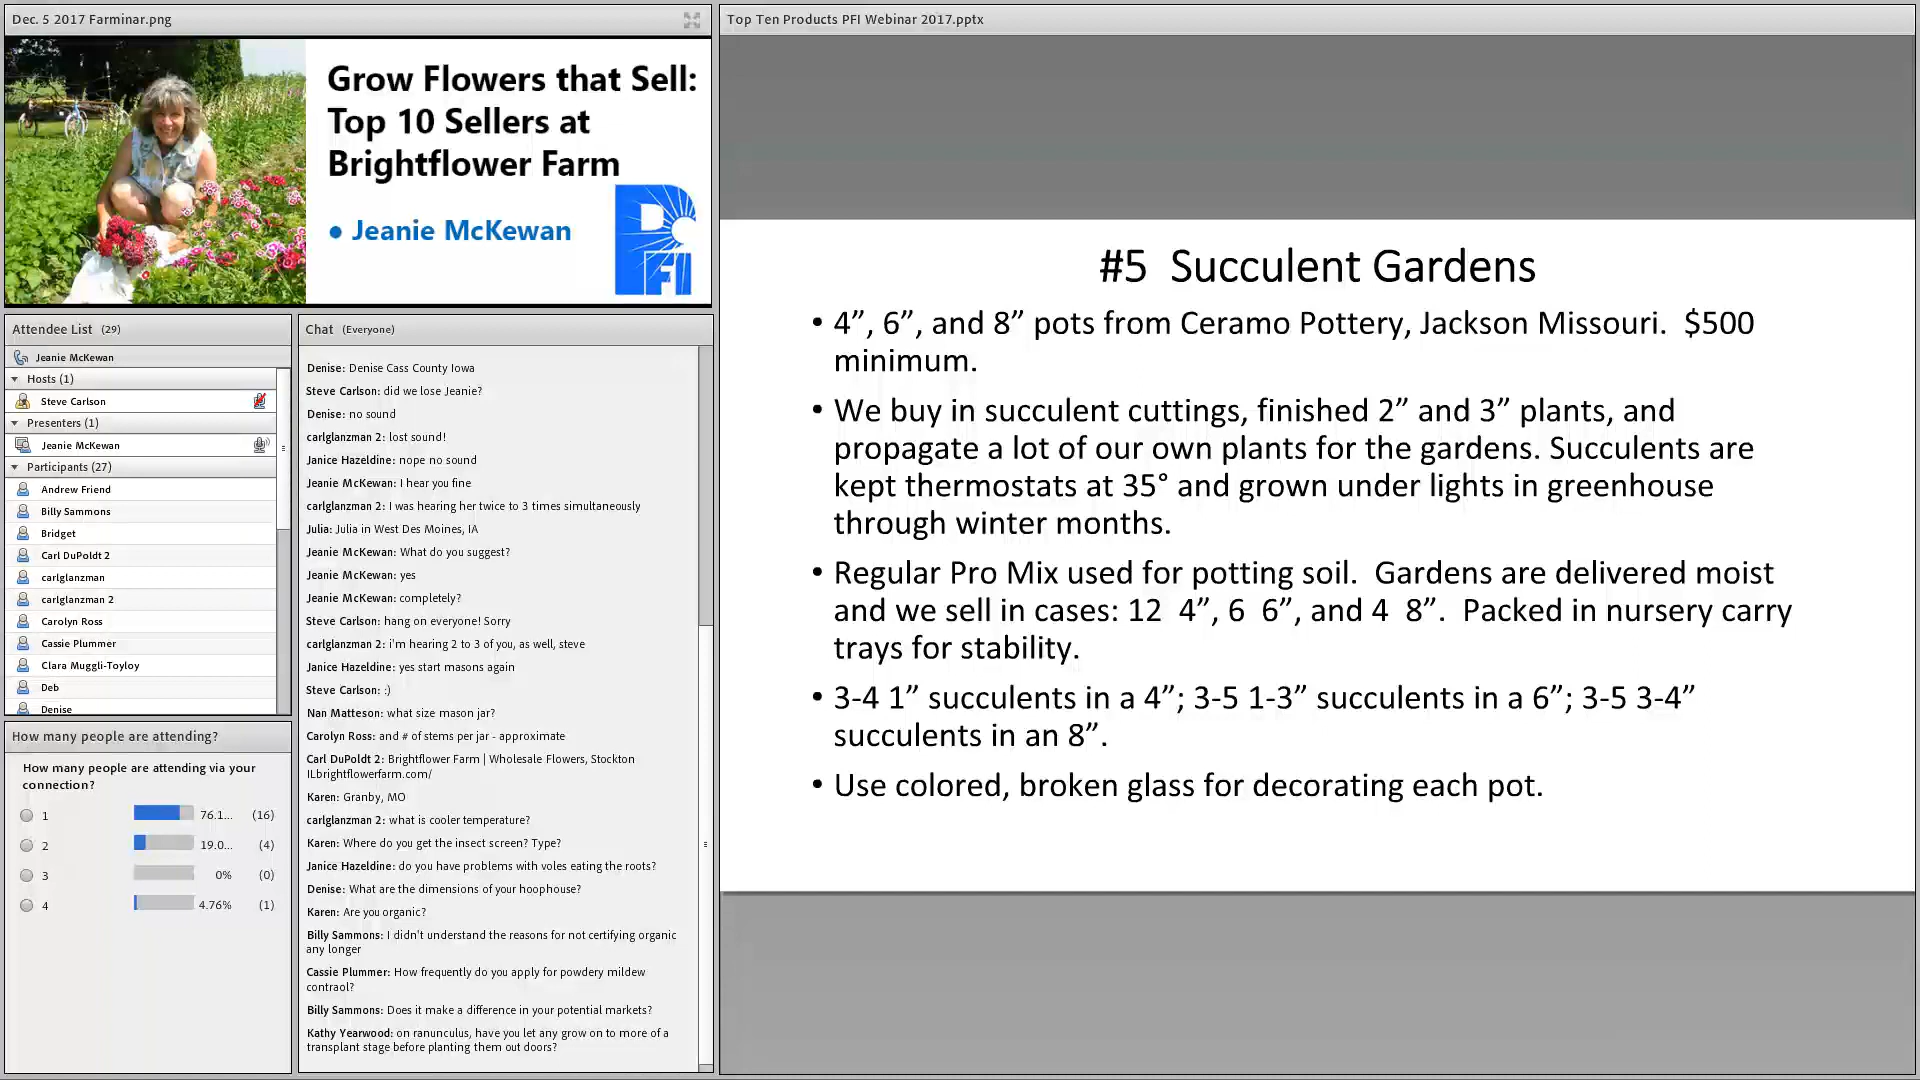 Dec. 5 2017 Farminar.png
Grow Flowers that Sell:
Top 10 Sellers at
Brightflower Farm
● Jeanie McKewan
PFI
Attendee List (29)
Jeanie McKewan
Hosts (1)
Steve Carlson
Presenters (1)
Jeanie McKewan
Participants (27)
Andrew Friend
Billy Sammons
Bridget
Carl DuPoldt 2
carlglanzman
carlglanzman 2
Carolyn Ross
Cassie Plummer
Clara Muggli-Toyloy
Deb
Denise
How many people are attending?
How many people are attending via your
connection?
1 76.1... (16)
2 19.0... (4)
3 0% (0)
4 4.76% (1)
Chat (Everyone)
Denise: Denise Cass County Iowa
Steve Carlson: did we lose Jeanie?
Denise: no sound
carlglanzman 2: lost sound!
Janice Hazeldine: nope no sound
Jeanie McKewan: I hear you fine
carlglanzman 2: I was hearing her twice to 3 times simultaneously
Julia: Julia in West Des Moines, IA
Jeanie McKewan: What do you suggest?
Jeanie McKewan: yes
Jeanie McKewan: completely?
Steve Carlson: hang on everyone! Sorry
carlglanzman 2: i'm hearing 2 to 3 of you, as well, steve
Janice Hazeldine: yes start masons again
Steve Carlson: :)
Nan Matteson: what size mason jar?
Carolyn Ross: and # of stems per jar - approximate
Carl DuPoldt 2: Brightflower Farm | Wholesale Flowers, Stockton
ILbrightflowerfarm.com/
Karen: Granby, MO
carlglanzman 2: what is cooler temperature?
Karen: Where do you get the insect screen? Type?
Janice Hazeldine: do you have problems with voles eating the roots?
Denise: What are the dimensions of your hoophouse?
Karen: Are you organic?
Billy Sammons: I didn't understand the reasons for not certifying organic
any longer
Cassie Plummer: How frequently do you apply for powdery mildew
contraol?
Billy Sammons: Does it make a difference in your potential markets?
Kathy Yearwood: on ranunculus, have you let any grow on to more of a
transplant stage before planting them out doors?
Top Ten Products PFI Webinar 2017.pptx
#5 Succulent Gardens
• 4”, 6”, and 8” pots from Ceramo Pottery, Jackson Missouri. $500
minimum.
• We buy in succulent cuttings, finished 2” and 3” plants, and
propagate a lot of our own plants for the gardens. Succulents are
kept thermostats at 35° and grown under lights in greenhouse
through winter months.
• Regular Pro Mix used for potting soil. Gardens are delivered moist
and we sell in cases: 12 4”, 6 6”, and 4 8”. Packed in nursery carry
trays for stability.
• 3-4 1” succulents in a 4”; 3-5 1-3” succulents in a 6”; 3-5 3-4”
succulents in an 8”.
• Use colored, broken glass for decorating each pot.